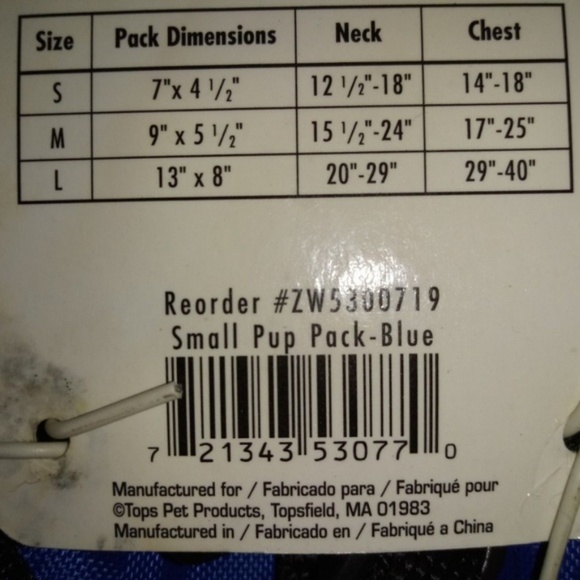 Size Pack Dimensions Neck Chest
S 7"x 4 1/2" 12 1/2"-18" 14"-18"
M 9" x 5 1/2" 15 1/2"-24" 17"-25"
L 13" x 8" 20"-29" 29"-40"
Reorder #ZW5300719
Small Pup Pack-Blue
7 21343 53077 0
Manufactured for / Fabricado para / Fabriqué pour
©Tops Pet Products, Topsfield, MA 01983
Manufactured in / Fabricado en / Fabriqué a China